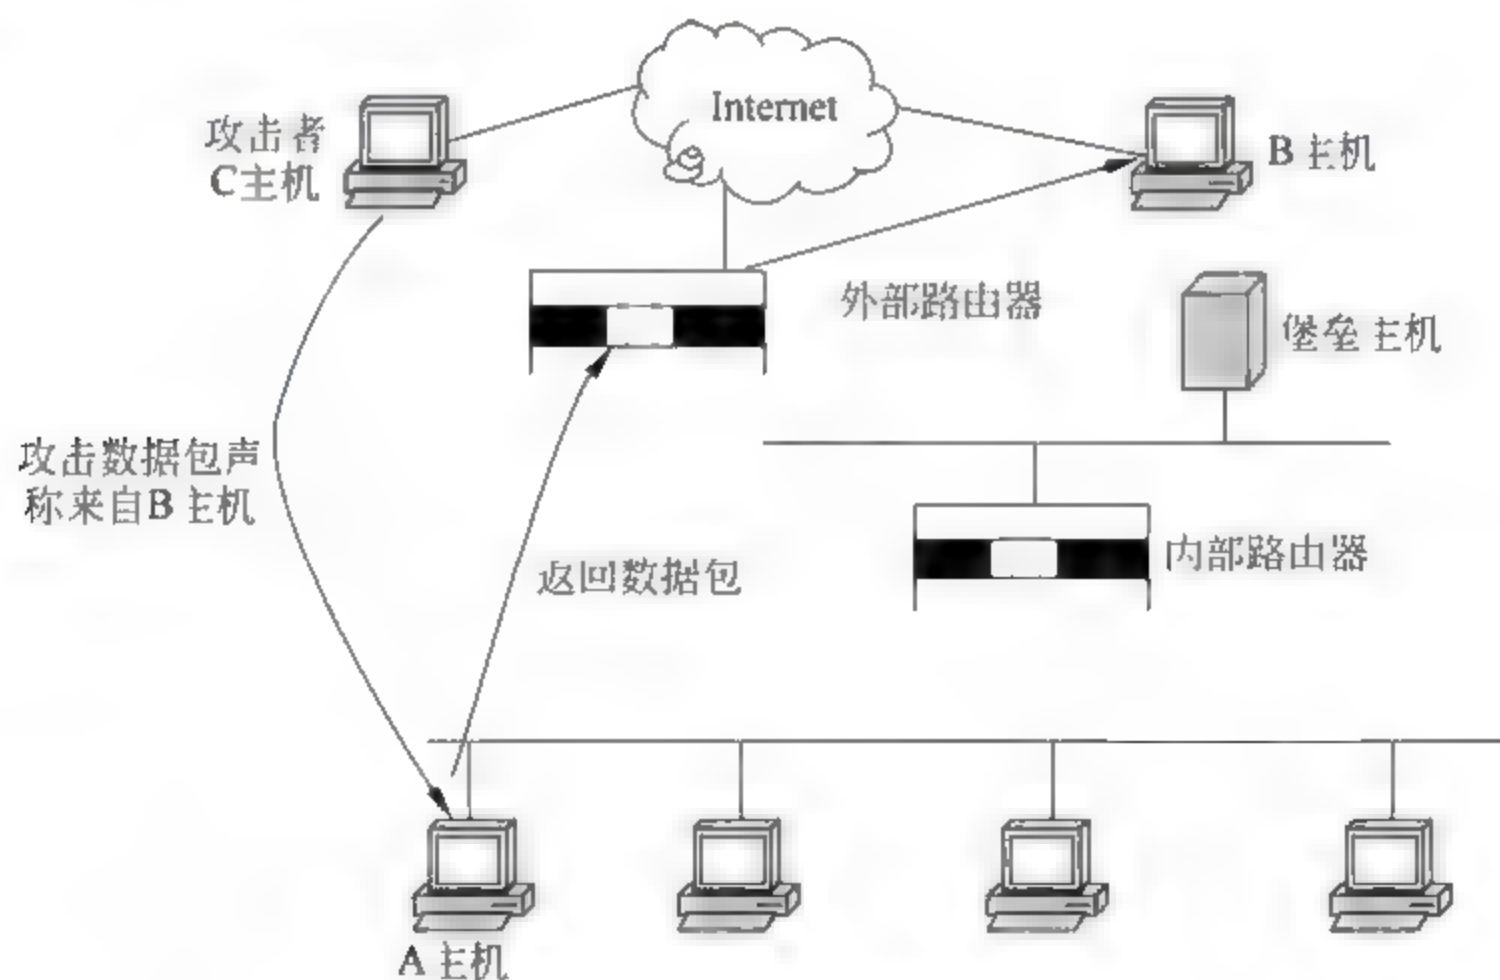 Internet
攻击者
C主机
B 主机
外部路由器
堡垒主机
攻击数据包声
称来自B 主机
返回数据包
内部路由器
A 主机